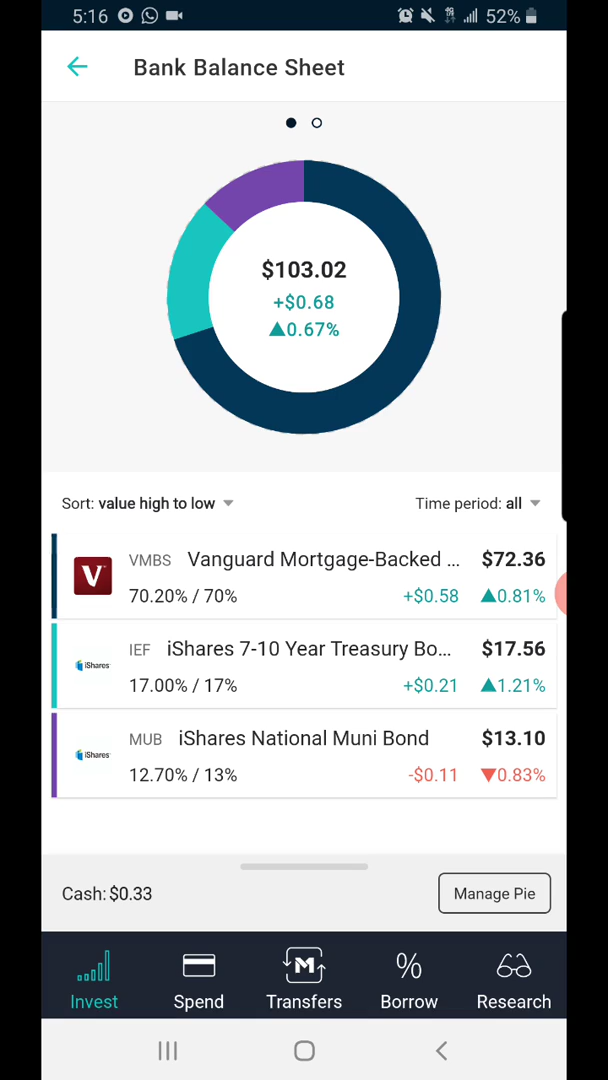 5:16 52%
Bank Balance Sheet
$103.02
+$0.68
▲0.67%
Sort: value high to low Time period: all
V VMBS Vanguard Mortgage-Backed ... $72.36
70.20% / 70% +$0.58 ▲0.81%
iShares IEF iShares 7-10 Year Treasury Bo... $17.56
17.00% / 17% +$0.21 ▲1.21%
iShares MUB iShares National Muni Bond $13.10
12.70% / 13% -$0.11 ▼0.83%
Cash: $0.33 Manage Pie
M %
Invest Spend Transfers Borrow Research